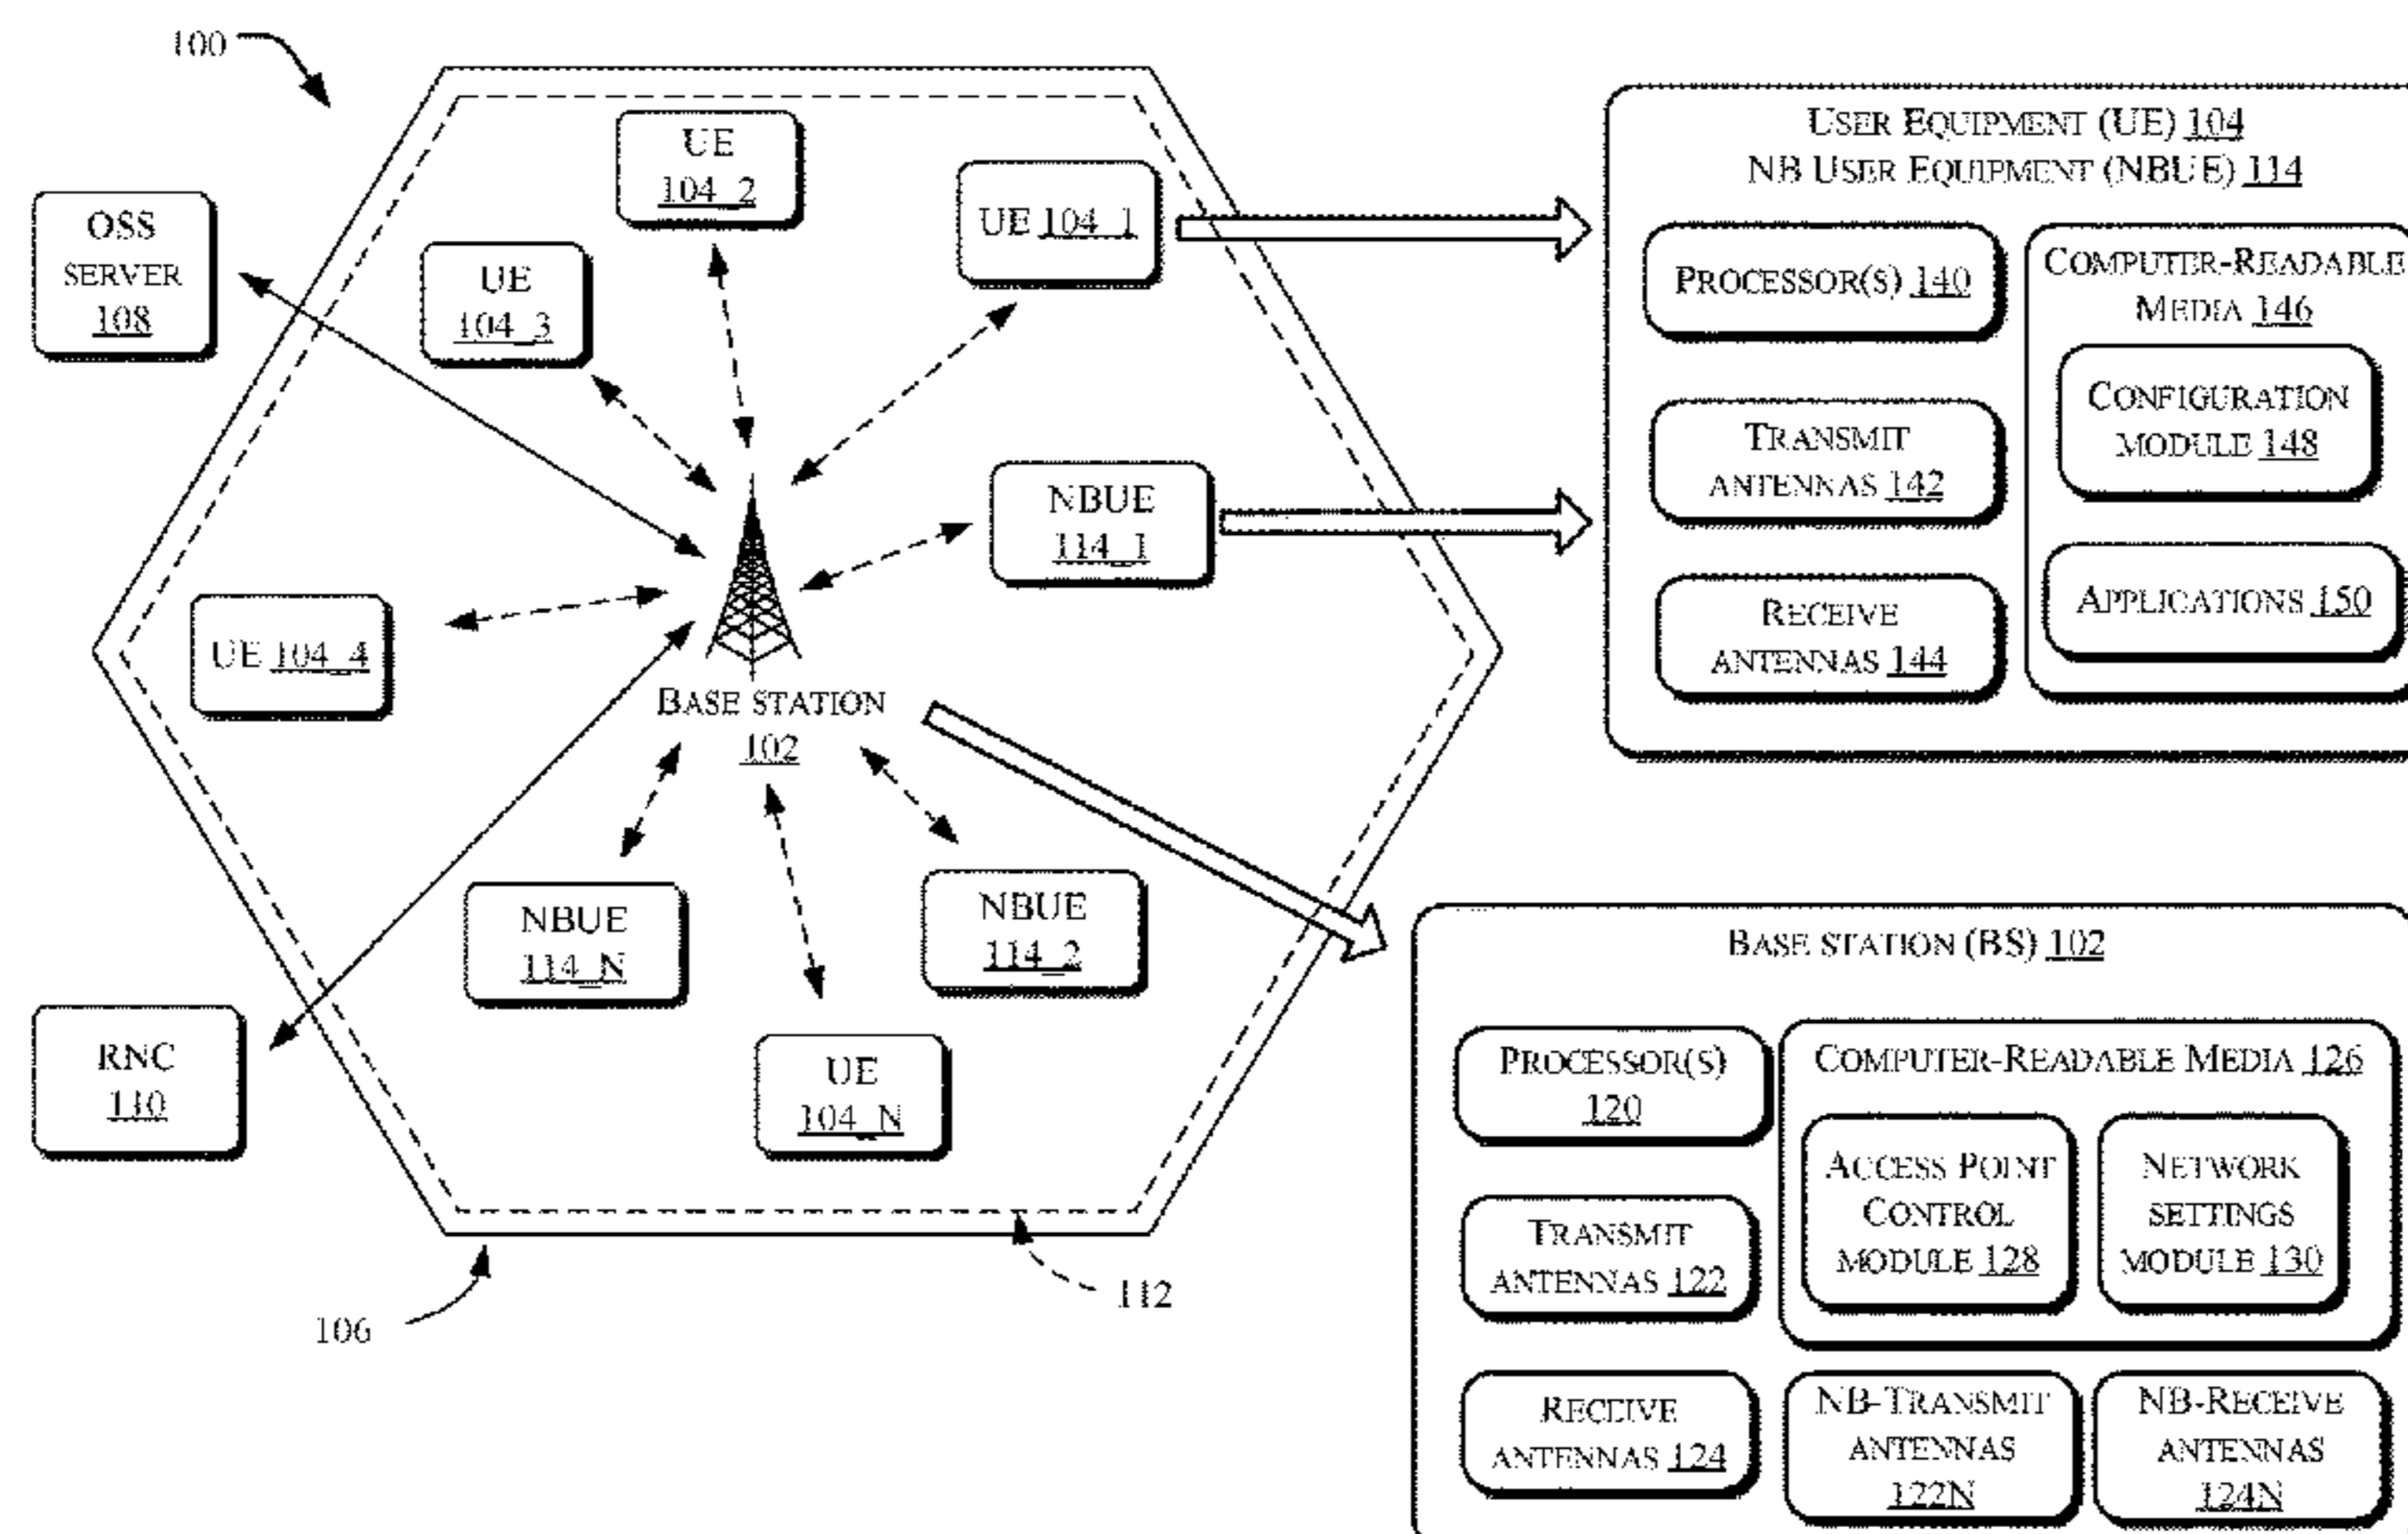 100
OSS
SERVER
108
UE
104_2
UE
104_3
UE 104_1
NBUE
114_1
UE 104_4
BASE STATION
102
NBUE
114_N
NBUE
114_2
UE
104_N
RNC
110
106
112
USER EQUIPMENT (UE) 104
NB USER EQUIPMENT (NBUE) 114
PROCESSOR(S) 140
TRANSMIT
ANTENNAS 142
RECEIVE
ANTENNAS 144
COMPUTER-READABLE
MEDIA 146
CONFIGURATION
MODULE 148
APPLICATIONS 150
BASE STATION (BS) 102
PROCESSOR(S)
120
TRANSMIT
ANTENNAS 122
RECEIVE
ANTENNAS 124
COMPUTER-READABLE MEDIA 126
ACCESS POINT
CONTROL
MODULE 128
NETWORK
SETTINGS
MODULE 130
NB-TRANSMIT
ANTENNAS
122N
NB-RECEIVE
ANTENNAS
124N